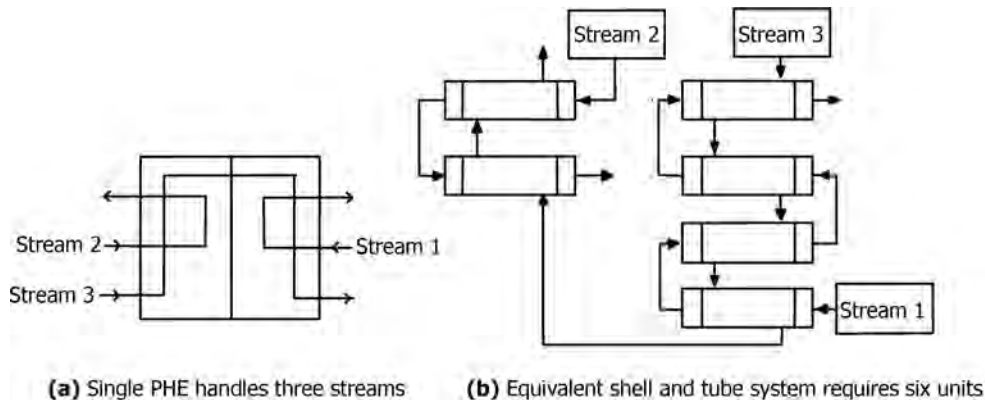 Stream 2
Stream 3
Stream 2
Stream 1
Stream 3
Stream 1
(a) Single PHE handles three streams
(b) Equivalent shell and tube system requires six units